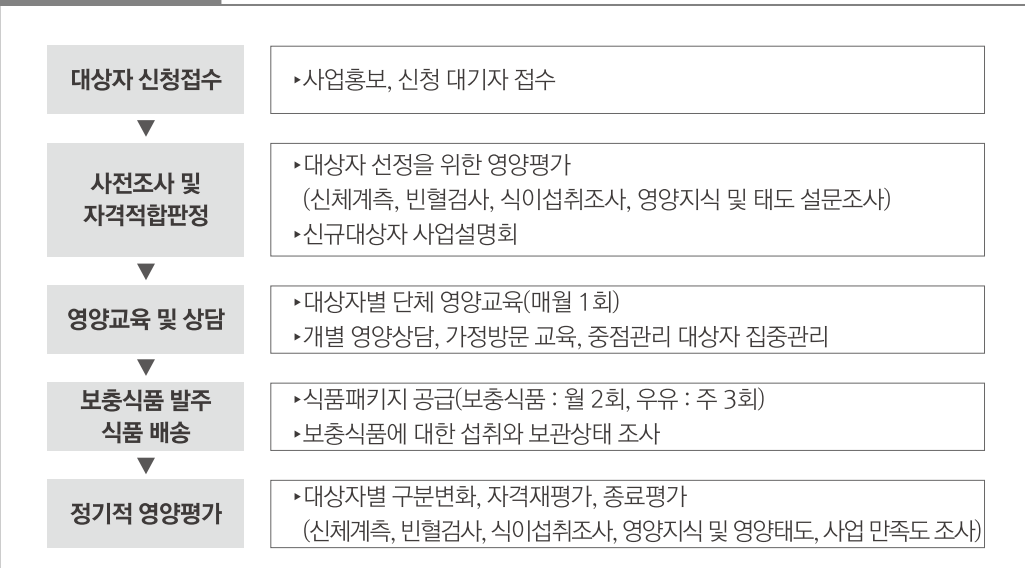 대상자 신청접수
▸사업홍보, 신청 대기자 접수
▼
사전조사 및
자격적합판정
▸대상자 선정을 위한 영양평가
(신체계측, 빈혈검사, 식이섭취조사, 영양지식 및 태도 설문조사)
▸신규대상자 사업설명회
▼
영양교육 및 상담
▸대상자별 단체 영양교육(매월 1회)
▸개별 영양상담, 가정방문 교육, 중점관리 대상자 집중관리
▼
보충식품 발주
식품 배송
▸식품패키지 공급(보충식품 : 월 2회, 우유 : 주 3회)
▸보충식품에 대한 섭취와 보관상태 조사
▼
정기적 영양평가
▸대상자별 구분변화, 자격재평가, 종료평가
(신체계측, 빈혈검사, 식이섭취조사, 영양지식 및 영양태도, 사업 만족도 조사)